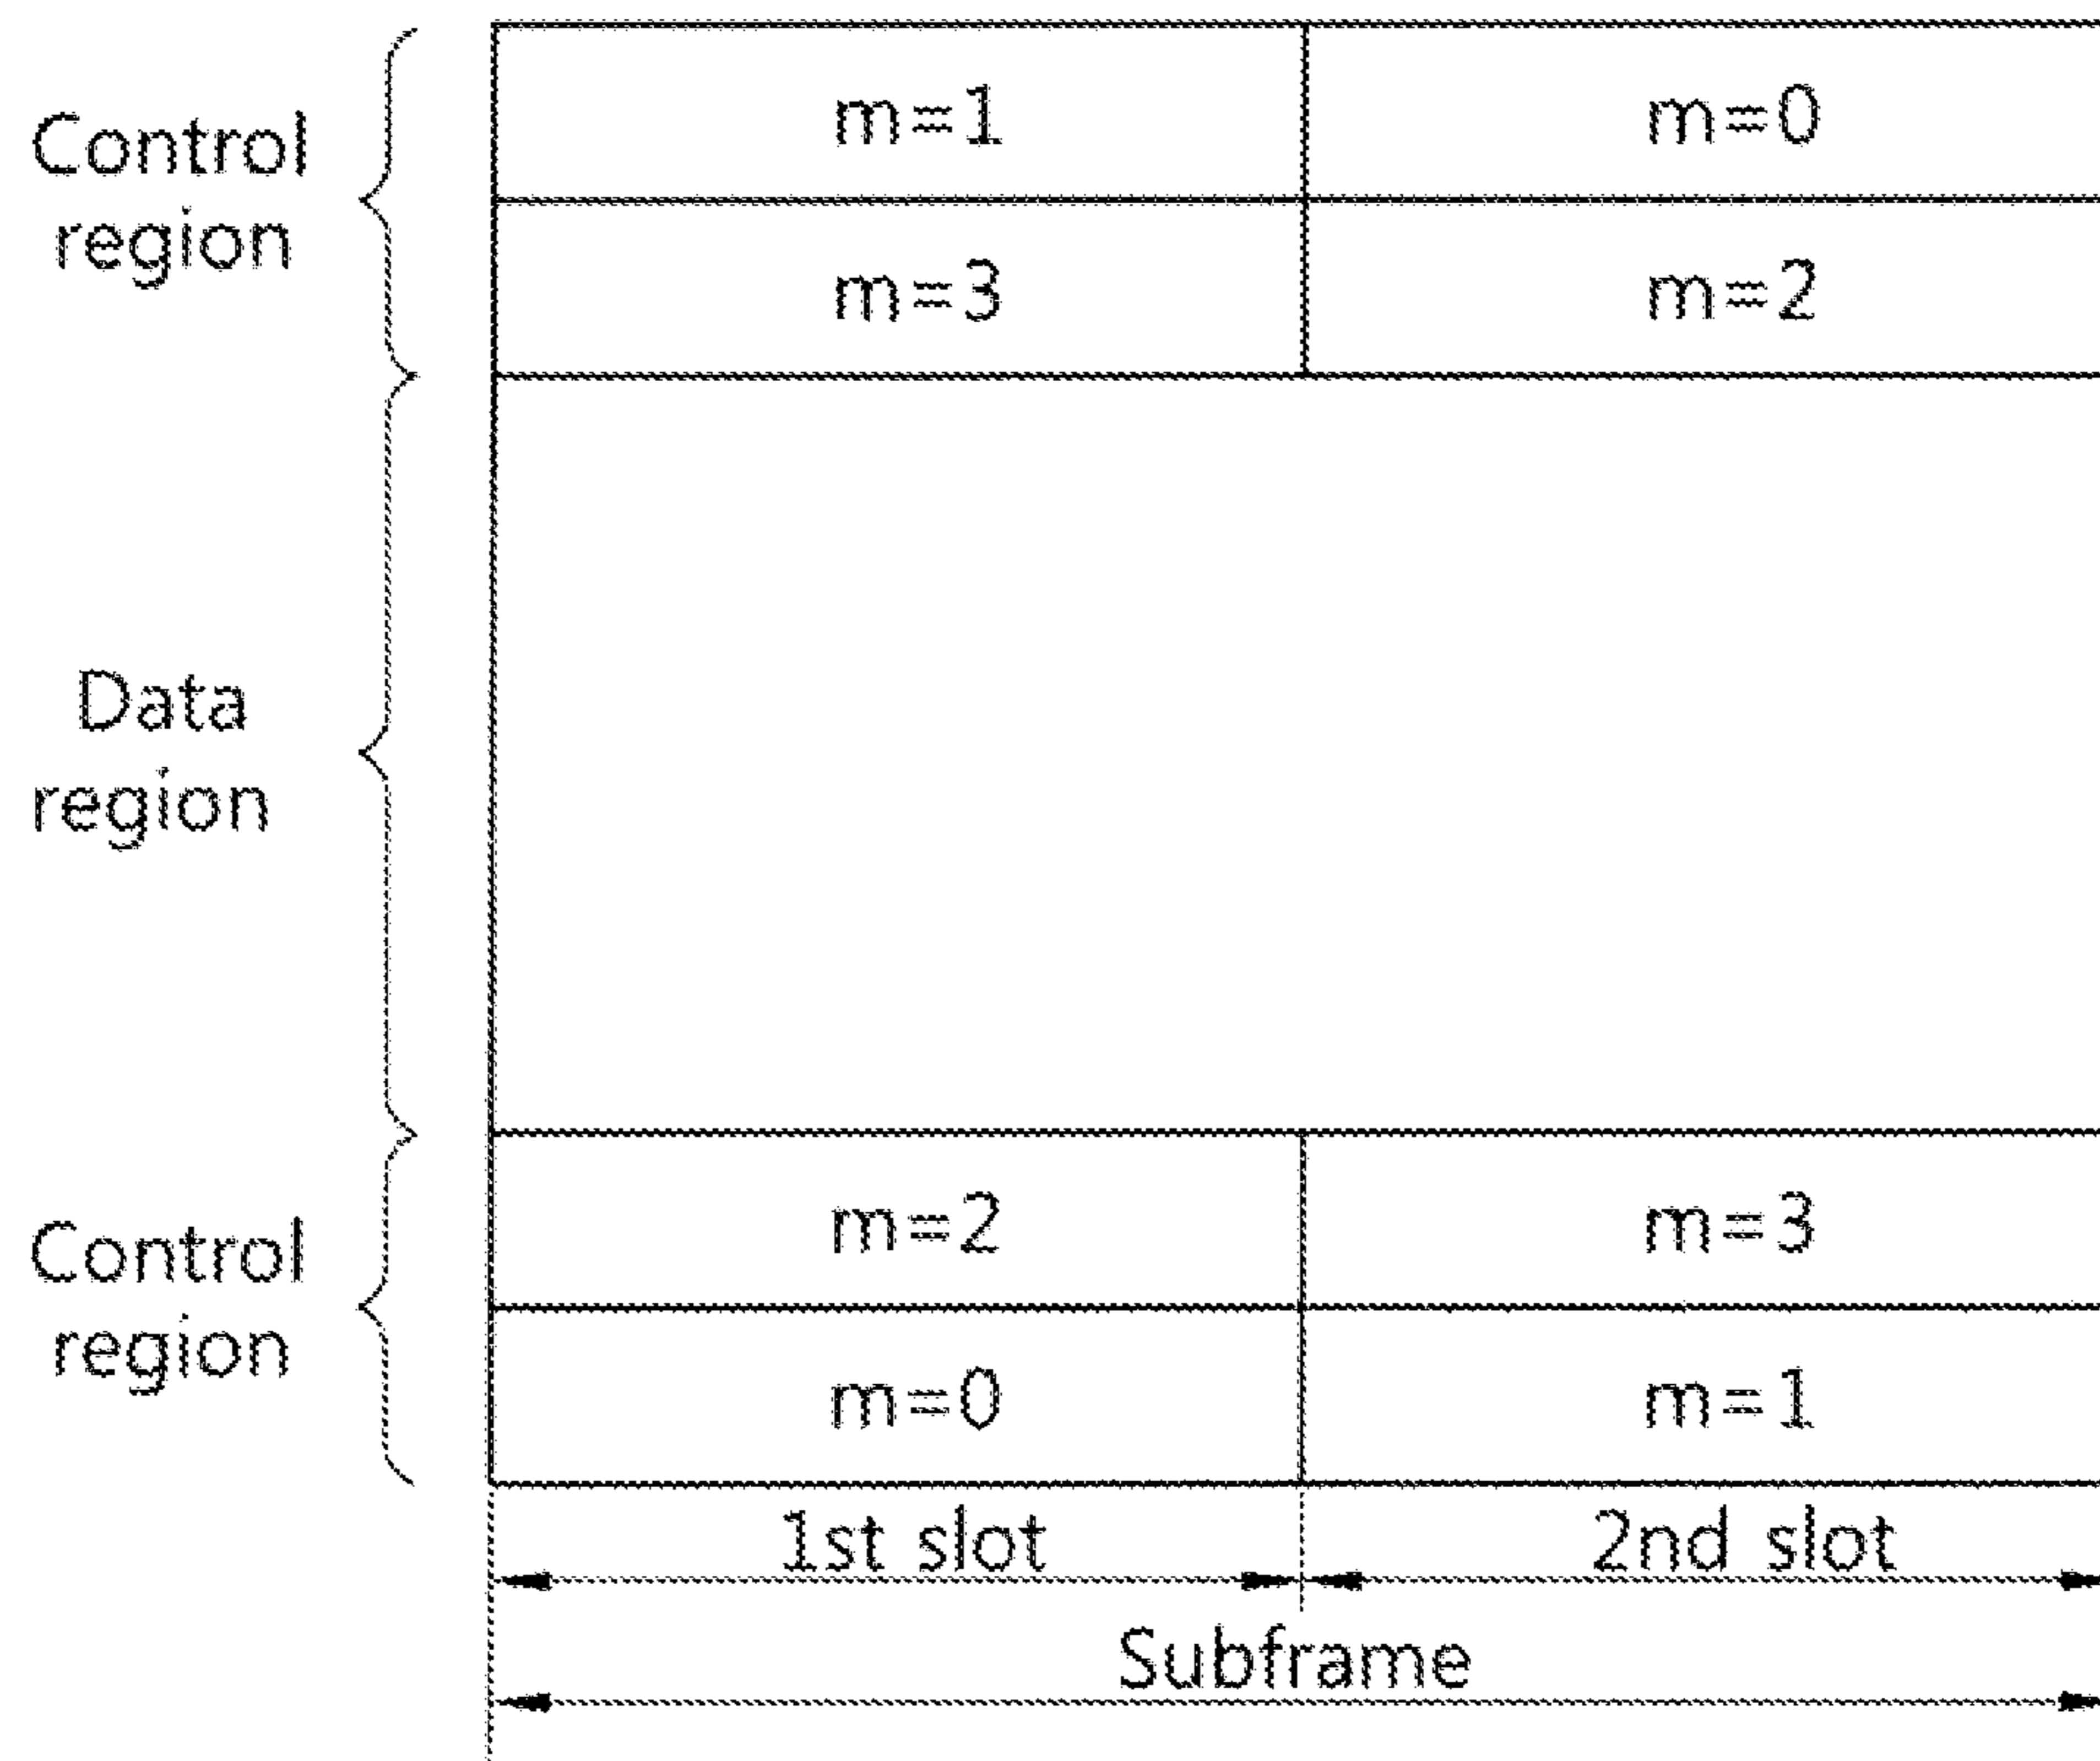 Control
region
m=1
m=0
m=3
m=2
Data
region
Control
region
m=2
m=3
m=0
m=1
1st slot
2nd slot
Subframe